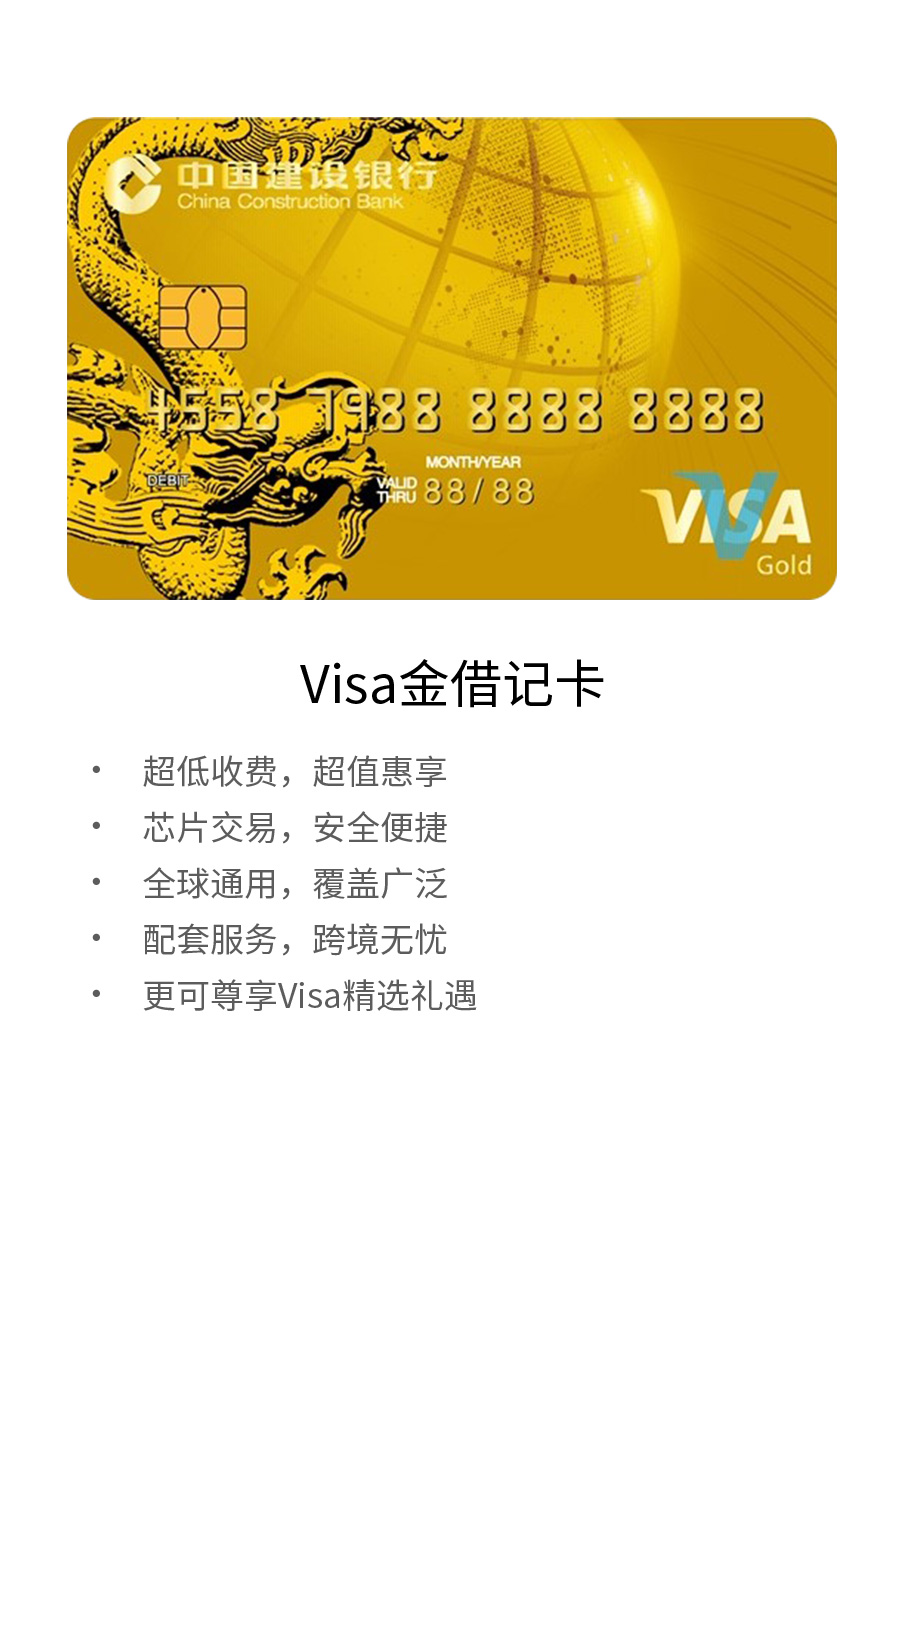 中国建设银行
China Construction Bank
4558 7988 8888 8888
MONTH/YEAR
DEBIT
VALID THRU 88/88
VISA
Gold
Visa金借记卡
• 超低收费，超值惠享
• 芯片交易，安全便捷
• 全球通用，覆盖广泛
• 配套服务，跨境无忧
• 更可尊享Visa精选礼遇